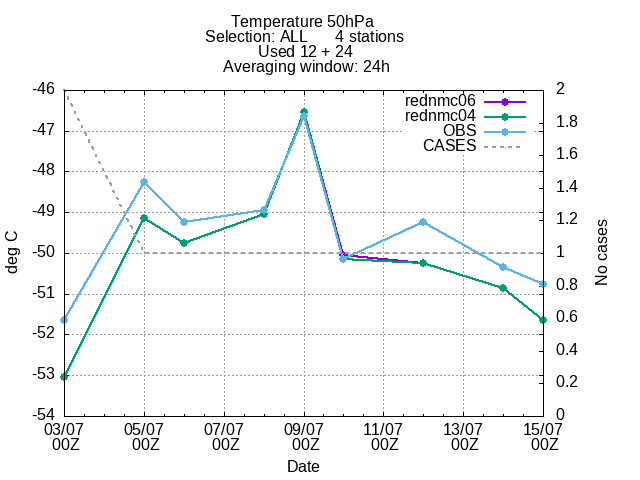 Temperature 50hPa
Selection: ALL      4 stations
Used 12 + 24
Averaging window: 24h
rednmc06
rednmc04
OBS
CASES
-46
-47
-48
-49
-50
-51
-52
-53
-54
deg C
2
1.8
1.6
1.4
1.2
1
0.8
0.6
0.4
0.2
0
No cases
03/07 05/07 07/07 09/07 11/07 13/07 15/07
00Z 00Z 00Z 00Z 00Z 00Z 00Z
Date